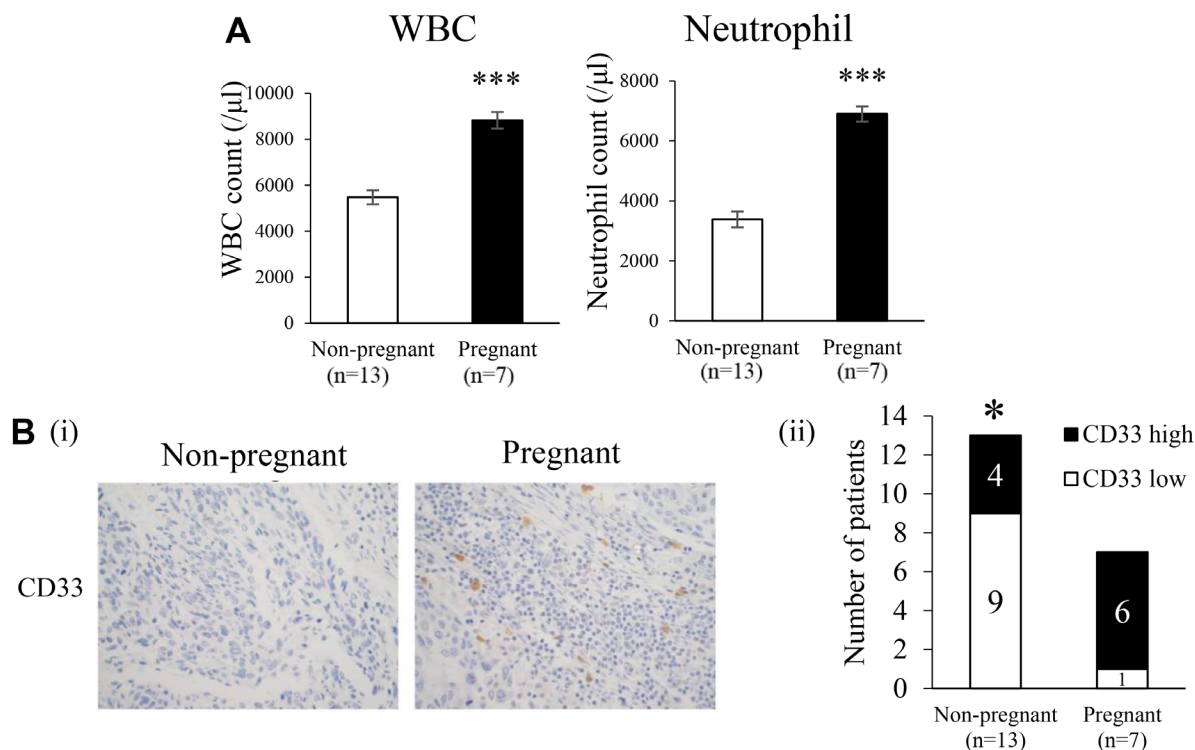 A
WBC
Neutrophil
WBC count (/μl)
10000
8000
6000
4000
2000
0
***
Non-pregnant
(n=13)
Pregnant
(n=7)
Neutrophil count (/μl)
8000
6000
4000
2000
0
***
Non-pregnant
(n=13)
Pregnant
(n=7)
B (i)
Non-pregnant
Pregnant
CD33
(ii)
Number of patients
14
12
10
8
6
4
2
0
*
4
9
6
1
CD33 high
CD33 low
Non-pregnant
(n=13)
Pregnant
(n=7)